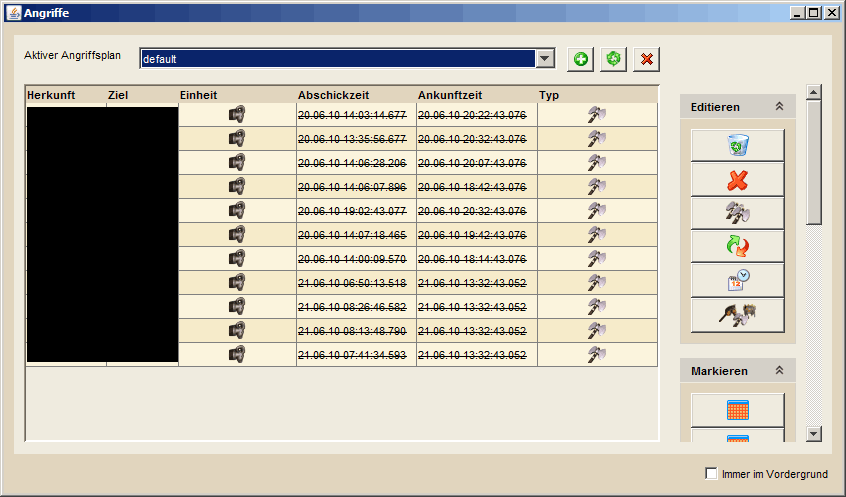 Angriffe
Aktiver Angriffsplan
default
Herkunft Ziel Einheit Abschickzeit Ankunftzeit Typ
20.06.10 14:03:14.677 20.06.10 20:22:43.076
20.06.10 13:35:56.677 20.06.10 20:32:43.076
20.06.10 14:06:28.206 20.06.10 20:07:43.076
20.06.10 14:06:07.896 20.06.10 18:42:43.076
20.06.10 19:02:43.077 20.06.10 20:32:43.076
20.06.10 14:07:18.465 20.06.10 19:42:43.076
20.06.10 14:00:09.570 20.06.10 18:14:43.076
21.06.10 06:50:13.518 21.06.10 13:32:43.052
21.06.10 08:26:46.582 21.06.10 13:32:43.052
21.06.10 08:13:48.790 21.06.10 13:32:43.052
21.06.10 07:41:34.593 21.06.10 13:32:43.052
Editieren
12
Markieren
Immer im Vordergrund